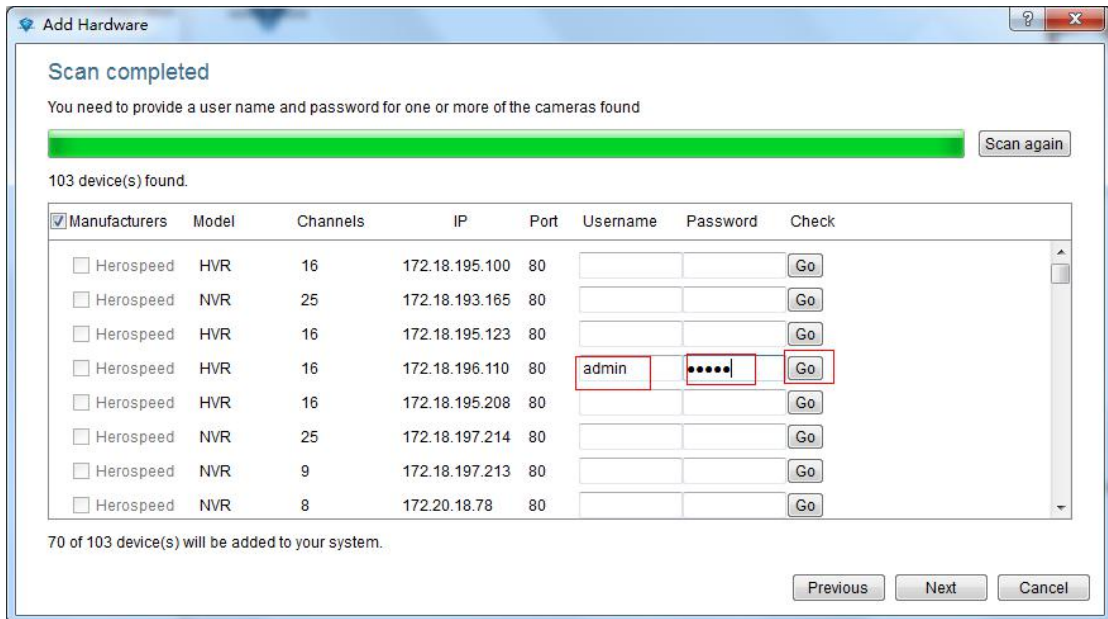 Add Hardware
Scan completed
You need to provide a user name and password for one or more of the cameras found
Scan again
103 device(s) found.
Manufacturers Model Channels IP Port Username Password Check
Herospeed HVR 16 172.18.195.100 80 Go
Herospeed NVR 25 172.18.193.165 80 Go
Herospeed HVR 16 172.18.195.123 80 Go
Herospeed HVR 16 172.18.196.110 80 admin ●●●●● Go
Herospeed HVR 16 172.18.195.208 80 Go
Herospeed NVR 25 172.18.197.214 80 Go
Herospeed NVR 9 172.18.197.213 80 Go
Herospeed NVR 8 172.20.18.78 80 Go
70 of 103 device(s) will be added to your system.
Previous Next Cancel